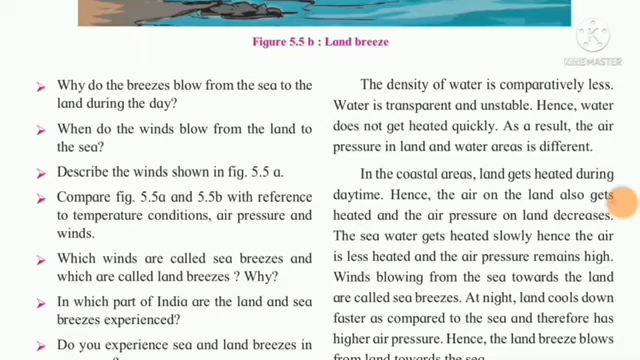 KINEMASTER
Figure 5.5 b : Land breeze
Why do the breezes blow from the sea to the
land during the day?
When do the winds blow from the land to
the sea?
Describe the winds shown in fig. 5.5 a.
Compare fig. 5.5a and 5.5b with reference
to temperature conditions, air pressure and
winds.
Which winds are called sea breezes and
which are called land breezes ? Why?
In which part of India are the land and sea
breezes experienced?
Do you experience sea and land breezes in
The density of water is comparatively less.
Water is transparent and unstable. Hence, water
does not get heated quickly. As a result, the air
pressure in land and water areas is different.
In the coastal areas, land gets heated during
daytime. Hence, the air on the land also gets
heated and the air pressure on land decreases.
The sea water gets heated slowly hence the air
is less heated and the air pressure remains high.
Winds blowing from the sea towards the land
are called sea breezes. At night, land cools down
faster as compared to the sea and therefore has
higher air pressure. Hence, the land breeze blows
from land towards the sea.